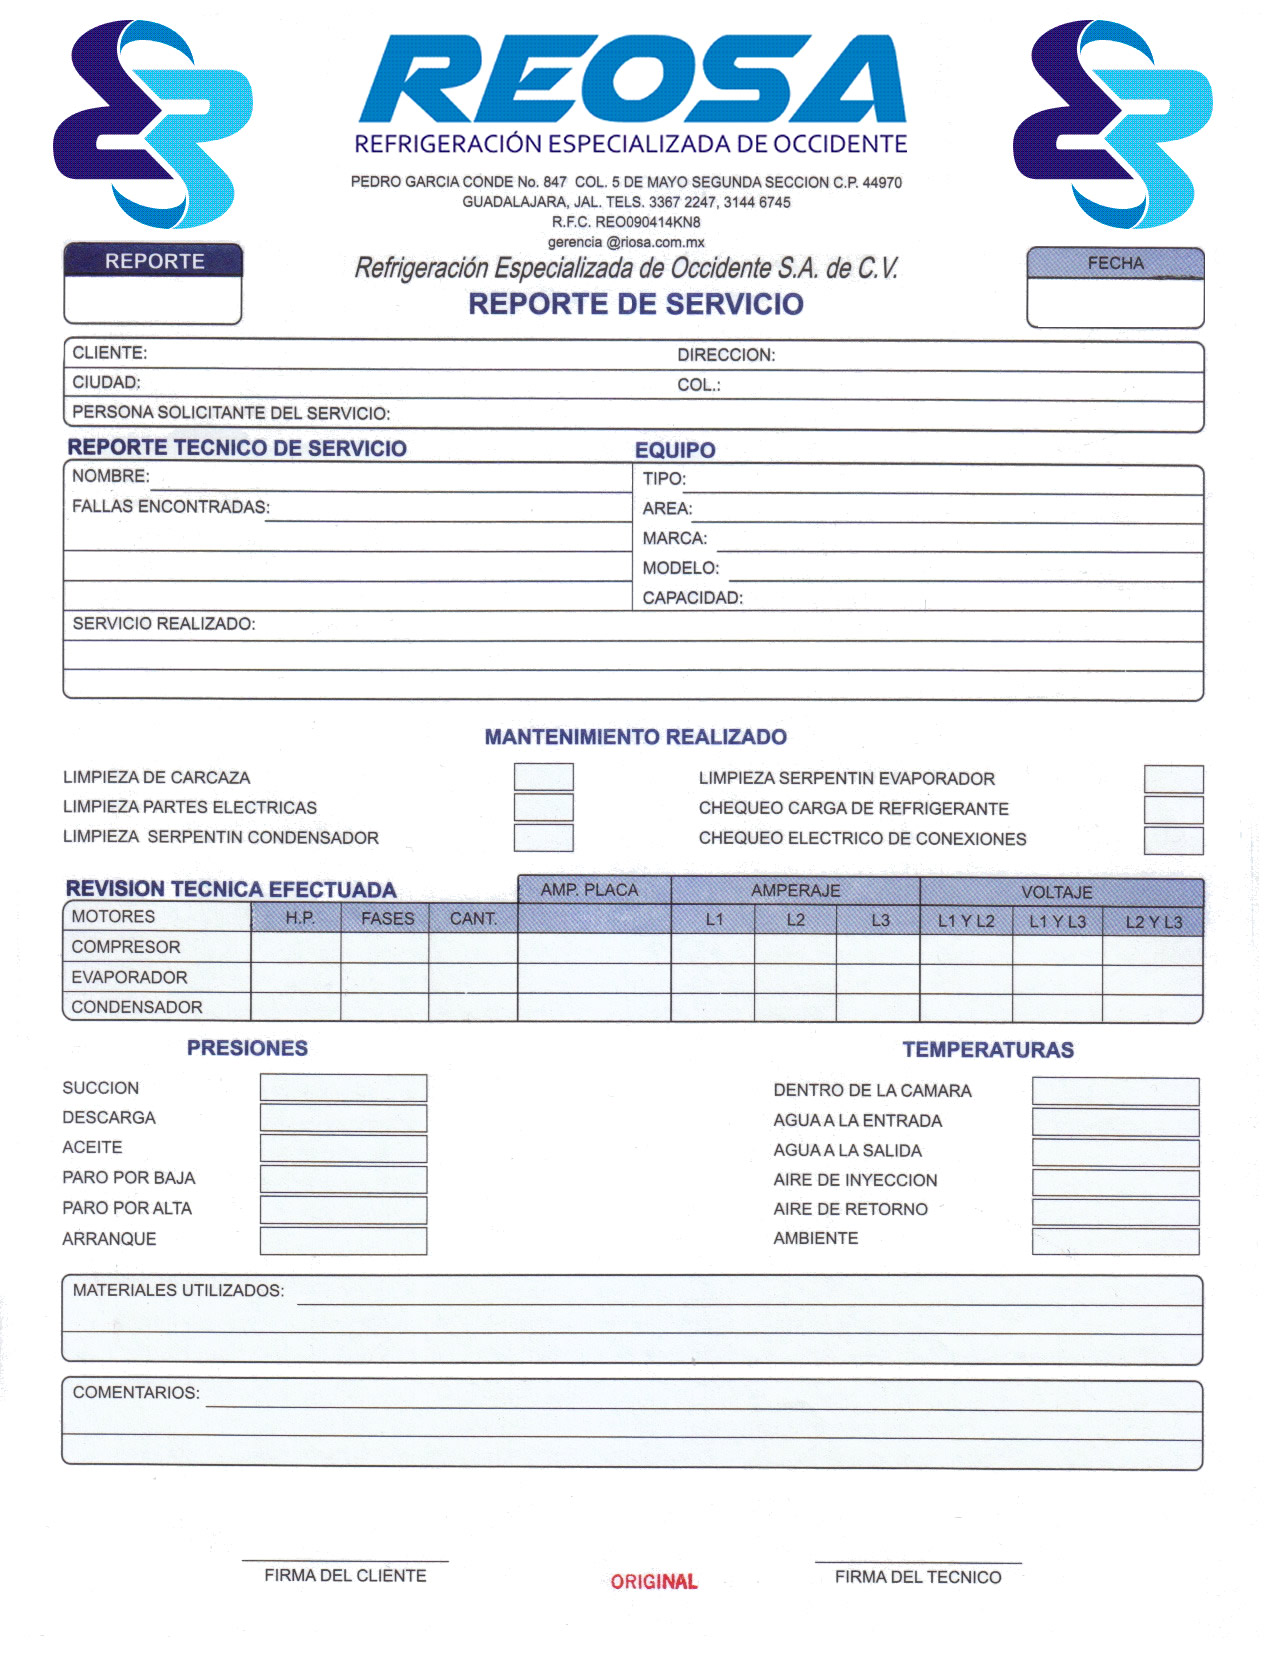 REOSA
REFRIGERACIÓN ESPECIALIZADA DE OCCIDENTE
PEDRO GARCIA CONDE No. 847 COL. 5 DE MAYO SEGUNDA SECCION C.P. 44970
GUADALAJARA, JAL. TELS. 3367 2247, 3144 6745
R.F.C. REO090414KN8
gerencia @riosa.com.mx
REPORTE
Refrigeración Especializada de Occidente S.A. de C.V.
FECHA
REPORTE DE SERVICIO
CLIENTE: DIRECCION:
CIUDAD: COL.:
PERSONA SOLICITANTE DEL SERVICIO:
REPORTE TECNICO DE SERVICIO
NOMBRE:
FALLAS ENCONTRADAS:
EQUIPO
TIPO:
AREA:
MARCA:
MODELO:
CAPACIDAD:
SERVICIO REALIZADO:
MANTENIMIENTO REALIZADO
LIMPIEZA DE CARCAZA
LIMPIEZA PARTES ELECTRICAS
LIMPIEZA SERPENTIN CONDENSADOR
LIMPIEZA SERPENTIN EVAPORADOR
CHEQUEO CARGA DE REFRIGERANTE
CHEQUEO ELECTRICO DE CONEXIONES
REVISION TECNICA EFECTUADA AMP. PLACA AMPERAJE VOLTAJE
MOTORES H.P. FASES CANT. L1 L2 L3 L1 Y L2 L1 Y L3 L2 Y L3
COMPRESOR
EVAPORADOR
CONDENSADOR
PRESIONES
SUCCION
DESCARGA
ACEITE
PARO POR BAJA
PARO POR ALTA
ARRANQUE
TEMPERATURAS
DENTRO DE LA CAMARA
AGUA A LA ENTRADA
AGUA A LA SALIDA
AIRE DE INYECCION
AIRE DE RETORNO
AMBIENTE
MATERIALES UTILIZADOS:
COMENTARIOS:
FIRMA DEL CLIENTE
ORIGINAL
FIRMA DEL TECNICO